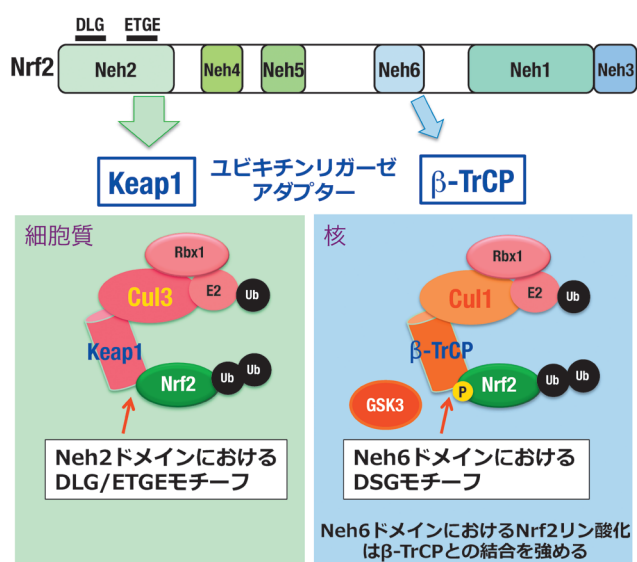 DLG ETGE
Nrf2 Neh2 Neh4 Neh5 Neh6 Neh1 Neh3
Keap1
ユビキチンリガーゼ
アダプター
β-TrCP
細胞質
Rbx1
Cul3
E2
Ub
Keap1
Nrf2
Ub
Ub
Neh2ドメインにおける
DLG/ETGEモチーフ
核
Rbx1
Cul1
E2
Ub
β-TrCP
P
Nrf2
Ub
Ub
GSK3
Neh6ドメインにおける
DSGモチーフ
Neh6ドメインにおけるNrf2リン酸化
はβ-TrCPとの結合を強める